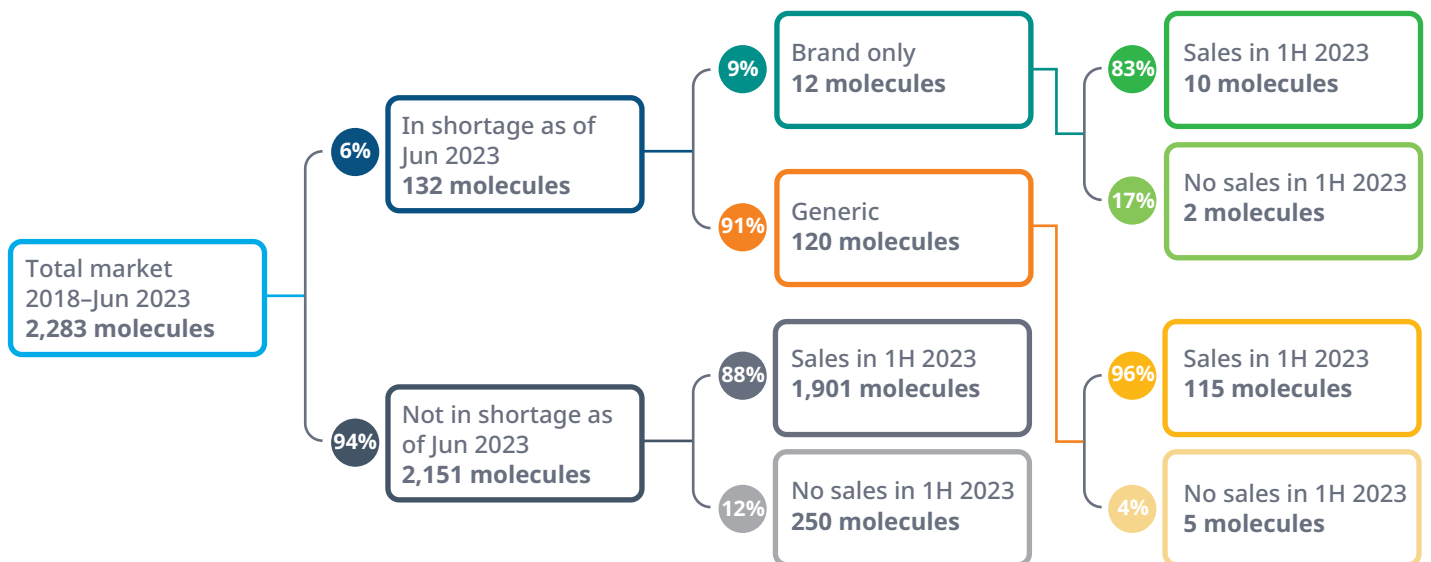 Total market
2018–Jun 2023
2,283 molecules
6%
In shortage as of
Jun 2023
132 molecules
94%
Not in shortage as
of Jun 2023
2,151 molecules
9%
Brand only
12 molecules
91%
Generic
120 molecules
88%
Sales in 1H 2023
1,901 molecules
12%
No sales in 1H 2023
250 molecules
83%
Sales in 1H 2023
10 molecules
17%
No sales in 1H 2023
2 molecules
96%
Sales in 1H 2023
115 molecules
4%
No sales in 1H 2023
5 molecules